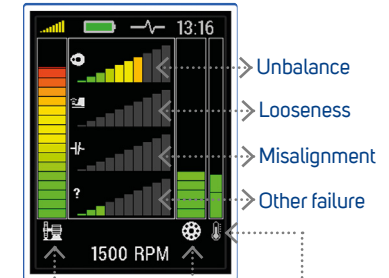 13:16
Unbalance
Looseness
Misalignment
? Other failure
1500 RPM